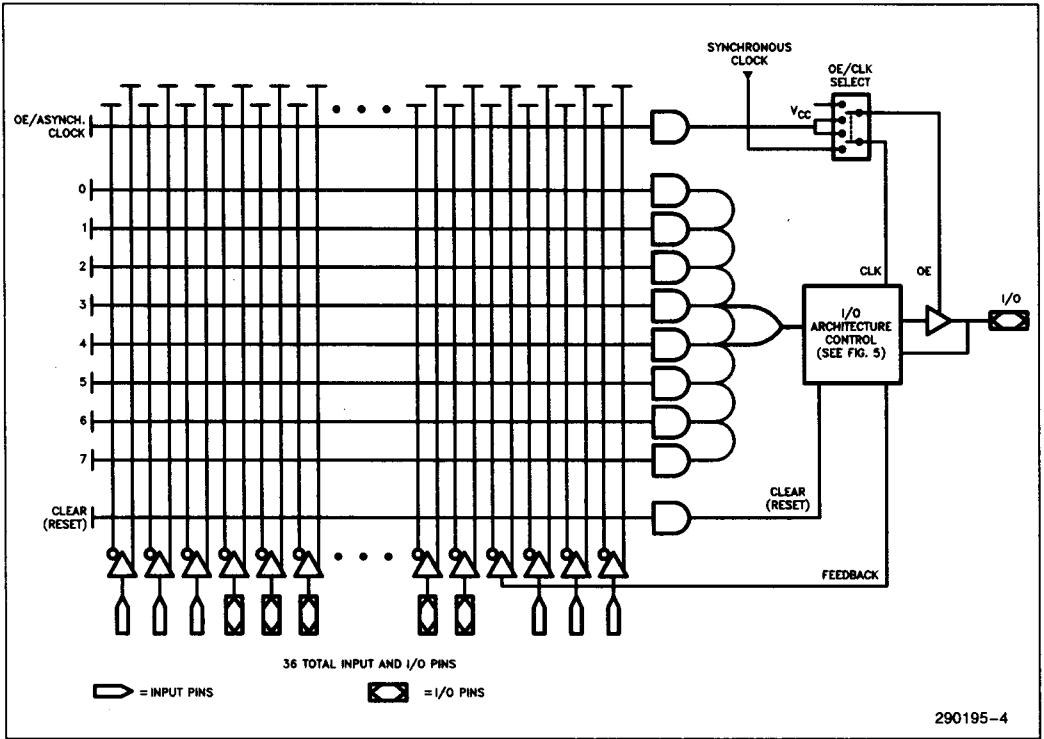 SYNCHRONOUS
CLOCK
OE/CLK
SELECT
OE/ASYNCH.
CLOCK
VCC
0
1
2
3
4
5
6
7
CLK
OE
I/O
I/O
ARCHITECTURE
CONTROL
(SEE FIG. 5)
CLEAR
(RESET)
CLEAR
(RESET)
FEEDBACK
36 TOTAL INPUT AND I/O PINS
= INPUT PINS
= I/O PINS
290195-4